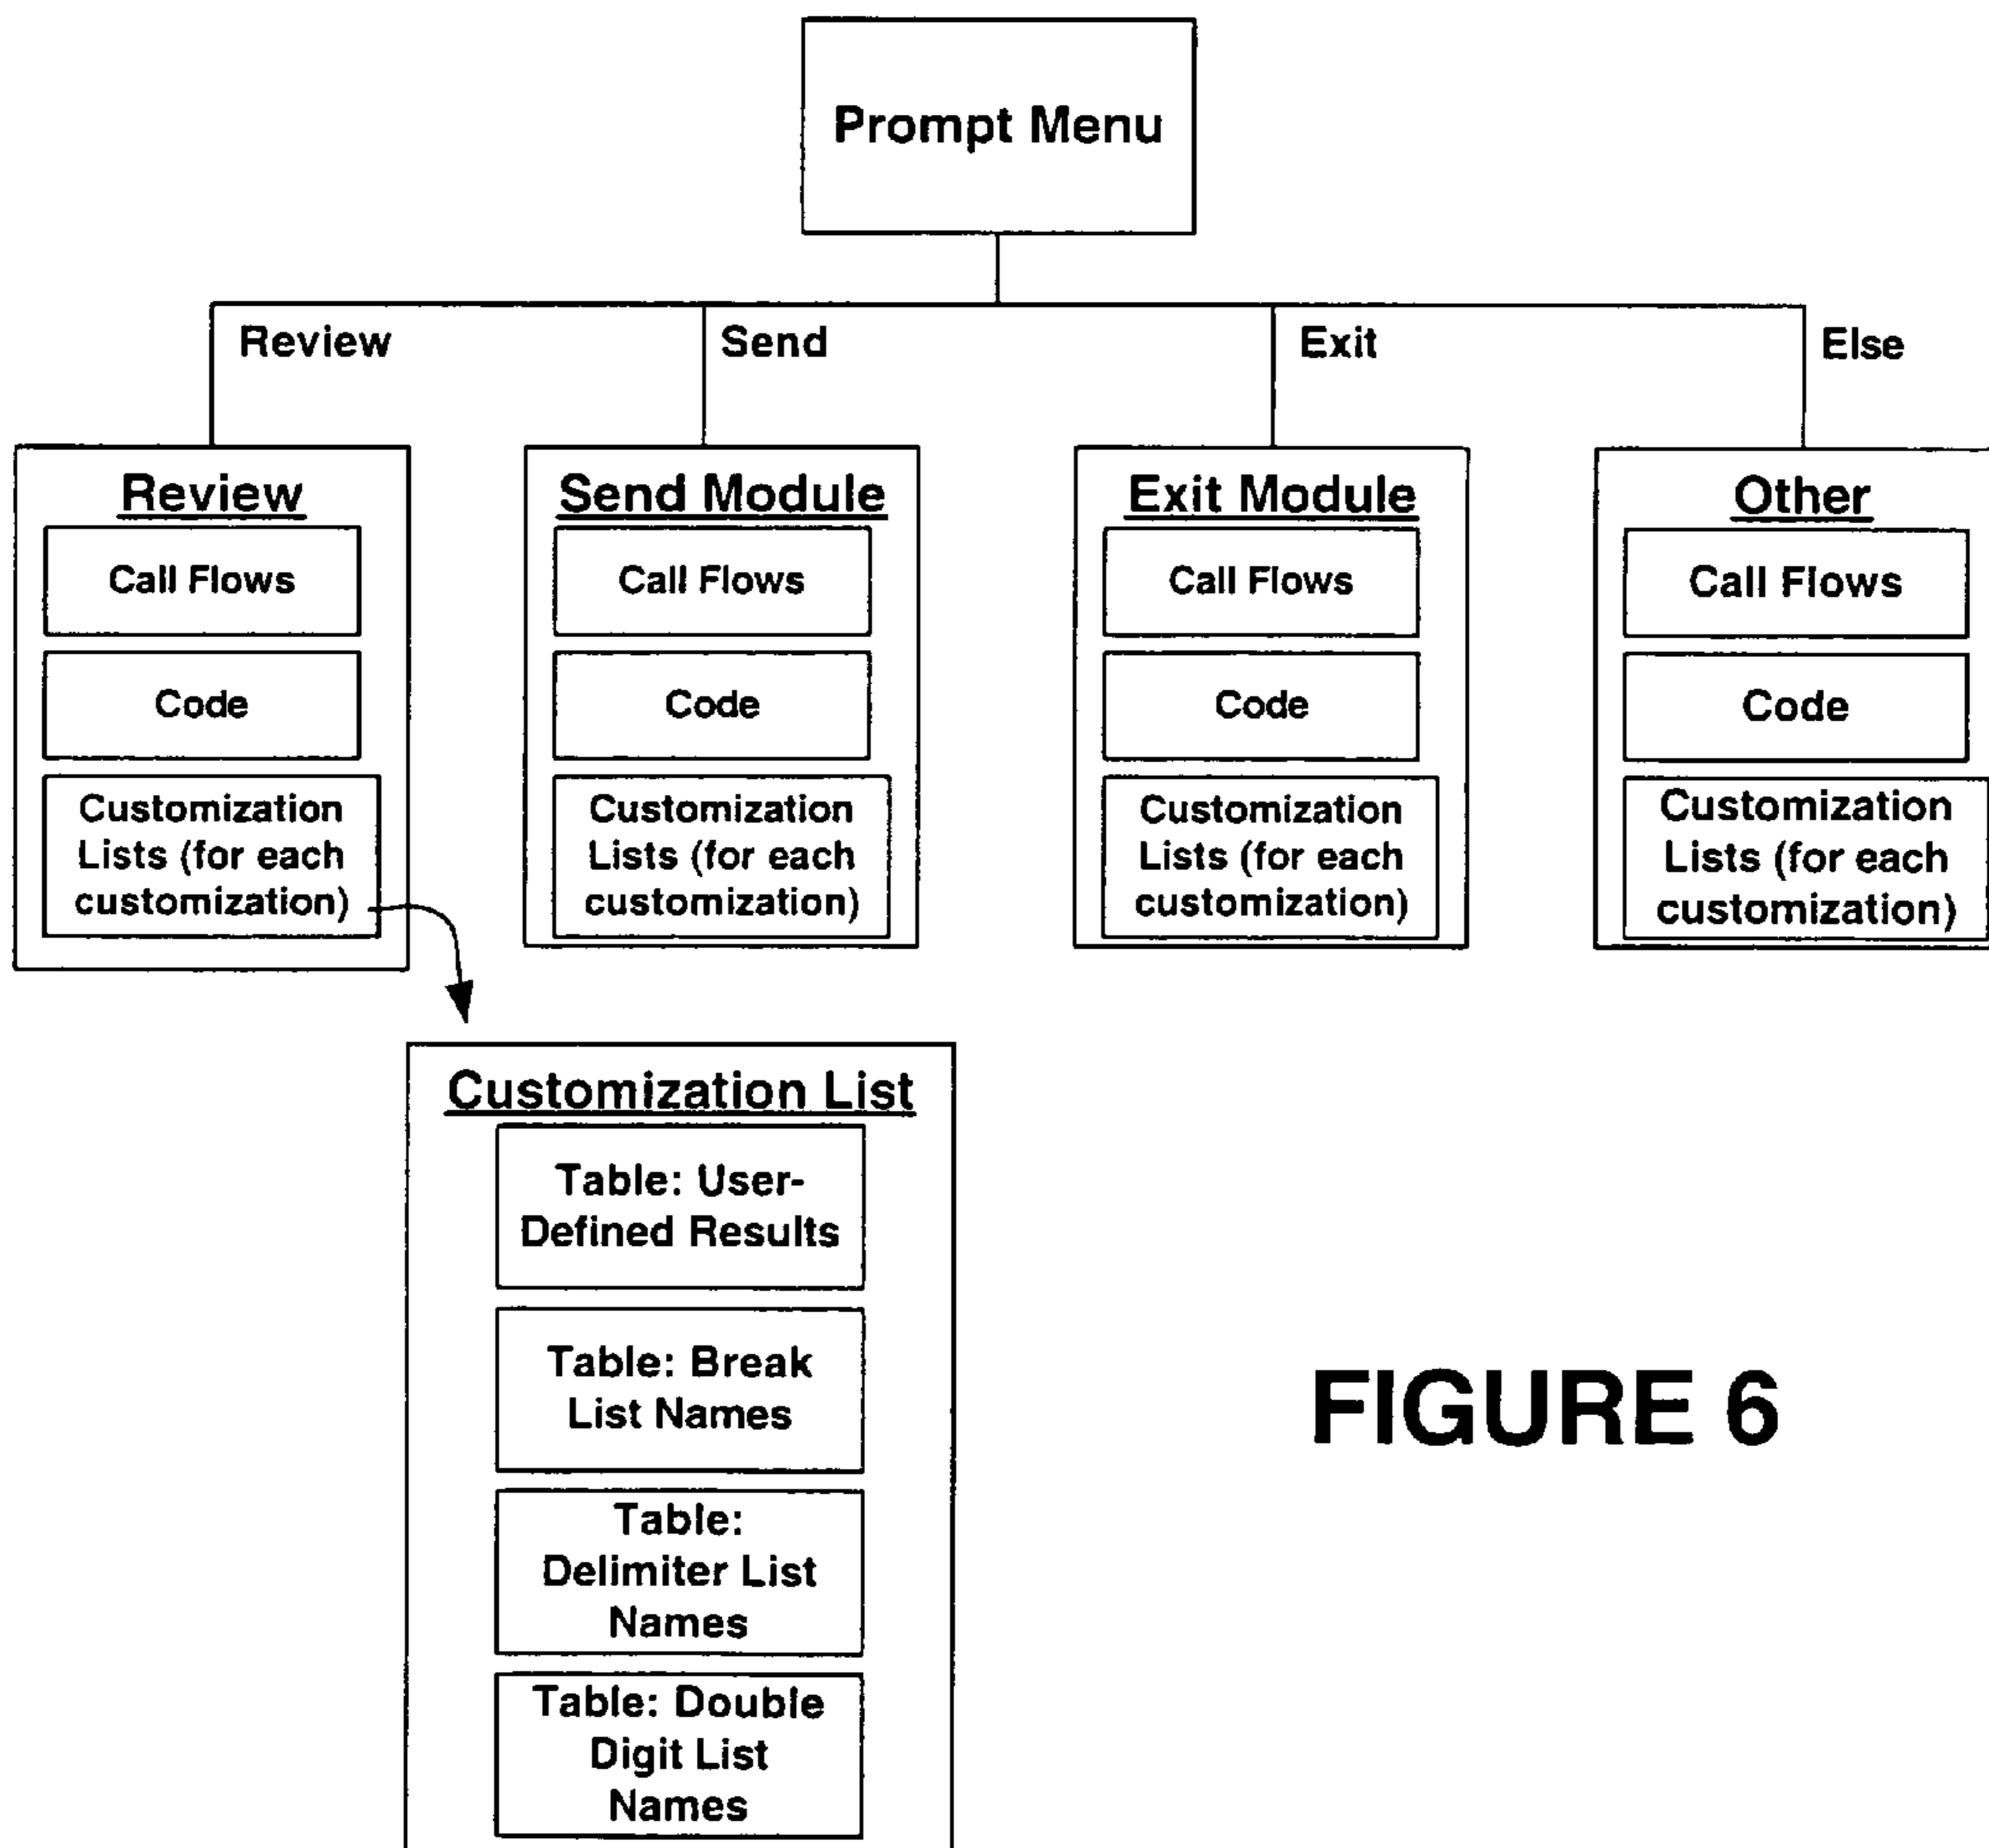 Prompt Menu
Review
Send
Exit
Else
Review
Call Flows
Code
Customization
Lists (for each
customization)
Send Module
Call Flows
Code
Customization
Lists (for each
customization)
Exit Module
Call Flows
Code
Customization
Lists (for each
customization)
Other
Call Flows
Code
Customization
Lists (for each
customization)
Customization List
Table: User-
Defined Results
Table: Break
List Names
Table:
Delimiter List
Names
Table: Double
Digit List
Names
FIGURE 6